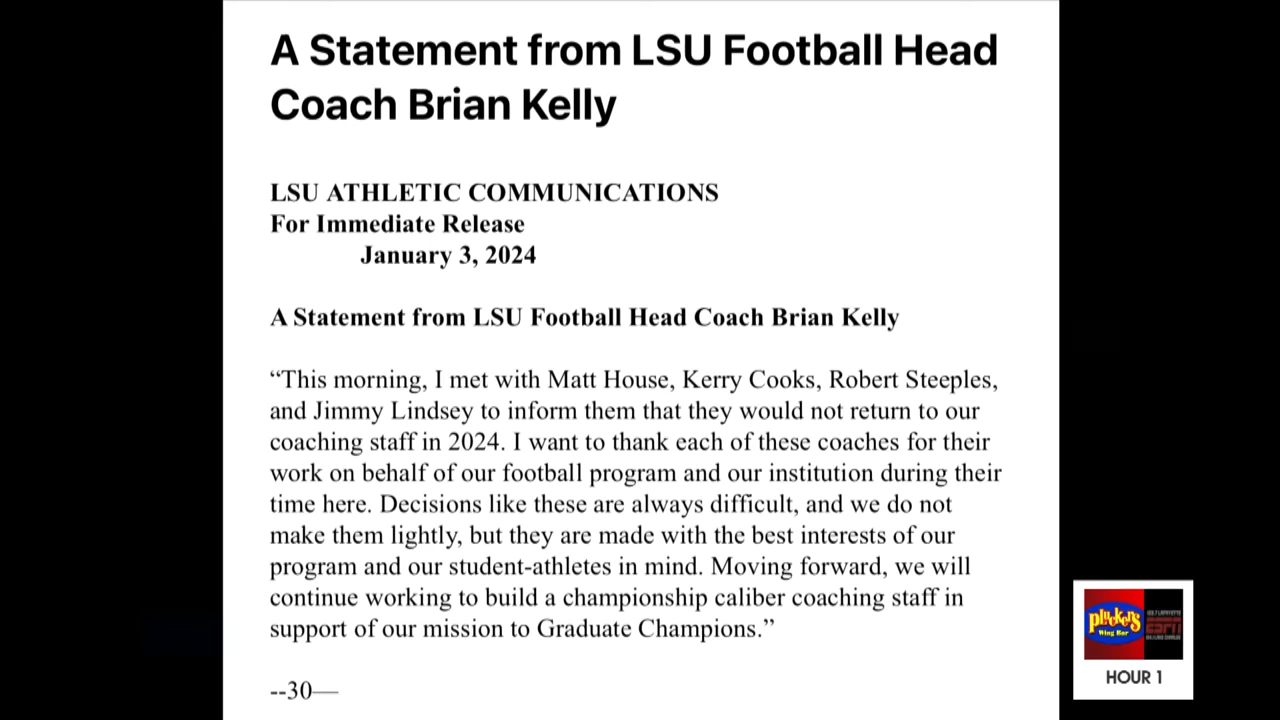 A Statement from LSU Football Head
Coach Brian Kelly
LSU ATHLETIC COMMUNICATIONS
For Immediate Release
January 3, 2024
A Statement from LSU Football Head Coach Brian Kelly
“This morning, I met with Matt House, Kerry Cooks, Robert Steeples,
and Jimmy Lindsey to inform them that they would not return to our
coaching staff in 2024. I want to thank each of these coaches for their
work on behalf of our football program and our institution during their
time here. Decisions like these are always difficult, and we do not
make them lightly, but they are made with the best interests of our
program and our student-athletes in mind. Moving forward, we will
continue working to build a championship caliber coaching staff in
support of our mission to Graduate Champions.”
--30—
pluckers
Wing Bar
ESPN
HOUR 1